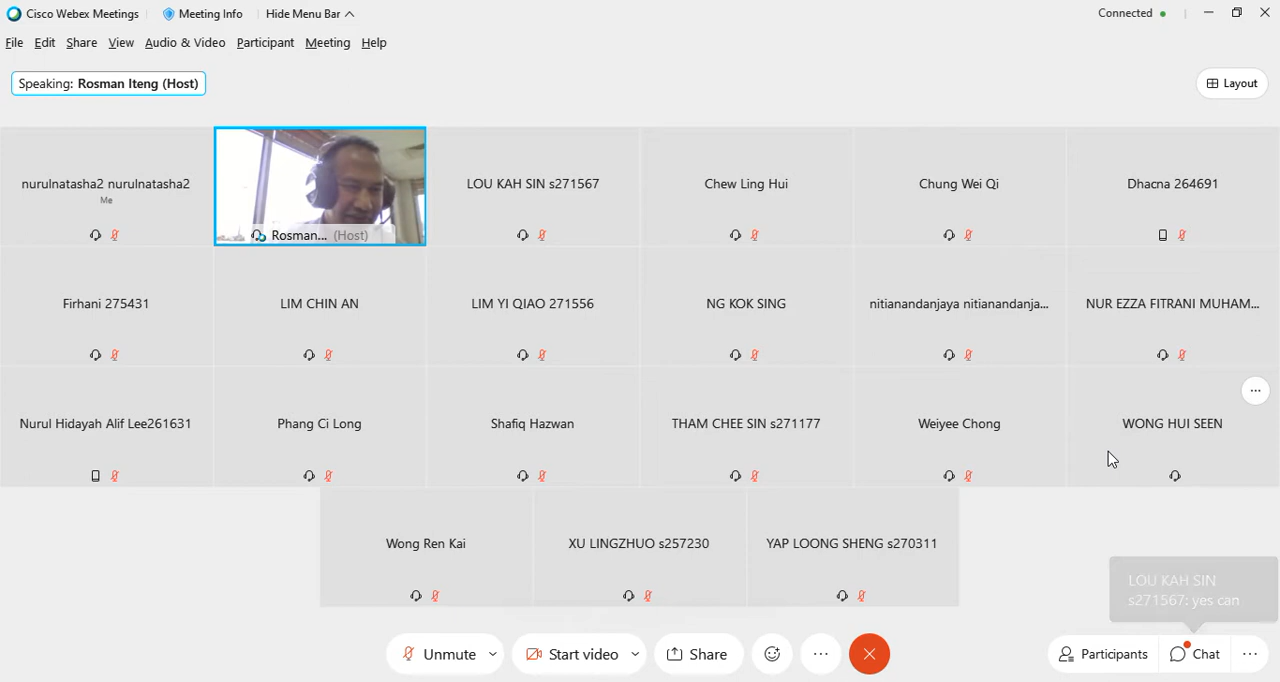 Cisco Webex Meetings
Meeting Info
Hide Menu Bar
Connected
File Edit Share View Audio & Video Participant Meeting Help
Speaking: Rosman Iteng (Host)
Layout
nurulnatasha2 nurulnatasha2
Me
Rosman... (Host)
LOU KAH SIN s271567
Chew Ling Hui
Chung Wei Qi
Dhacna 264691
Firhani 275431
LIM CHIN AN
LIM YI QIAO 271556
NG KOK SING
nitianandanjaya nitianandanja...
NUR EZZA FITRANI MUHAM...
Nurul Hidayah Alif Lee261631
Phang Ci Long
Shafiq Hazwan
THAM CHEE SIN s271177
Weiyee Chong
WONG HUI SEEN
Wong Ren Kai
XU LINGZHUO s257230
YAP LOONG SHENG s270311
LOU KAH SIN
s271567: yes can
Unmute
Start video
Share
Participants
Chat